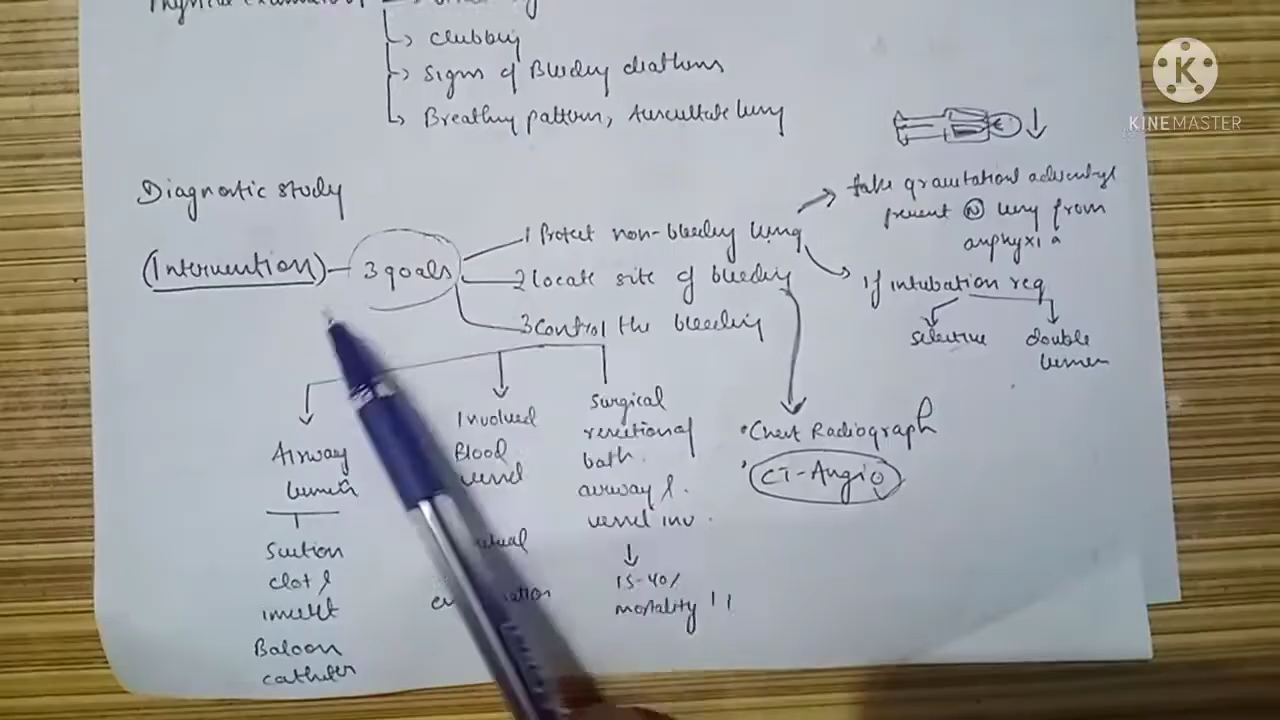 Physical
→ clubbing
→ signs of Bleeding diathesis
→ Breathing pattern, Auscultate lung
K
KINEMASTER
Diagnostic study
(Intervention) - 3 goals
1 Protect non-bleeding lung
2 locate site of bleeding
3 control the bleeding
take gravitational advantage
prevent (N) lung from
asphyxia
if intubation req
selective
double
lumen
Airway
lumen
Suction
clot &
insert
Baloon
catheter
Involved
Blood
vessel
Surgical
resection of
both
airway &
vessel inv.
↓
15-40%
mortality !!
• Chest Radiograph
• CT-Angio